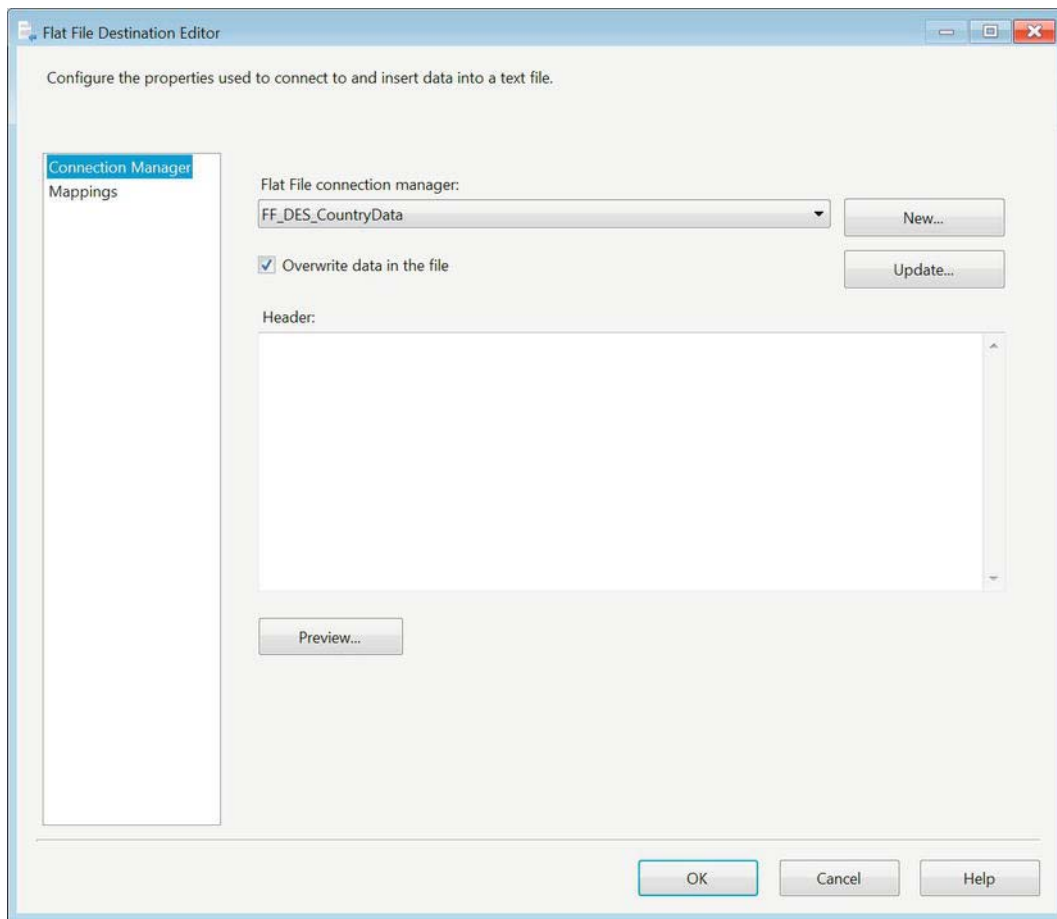 Flat File Destination Editor
Configure the properties used to connect to and insert data into a text file.
Connection Manager
Mappings
Flat File connection manager:
FF_DES_CountryData
New...
Overwrite data in the file
Update...
Header:
Preview...
OK
Cancel
Help